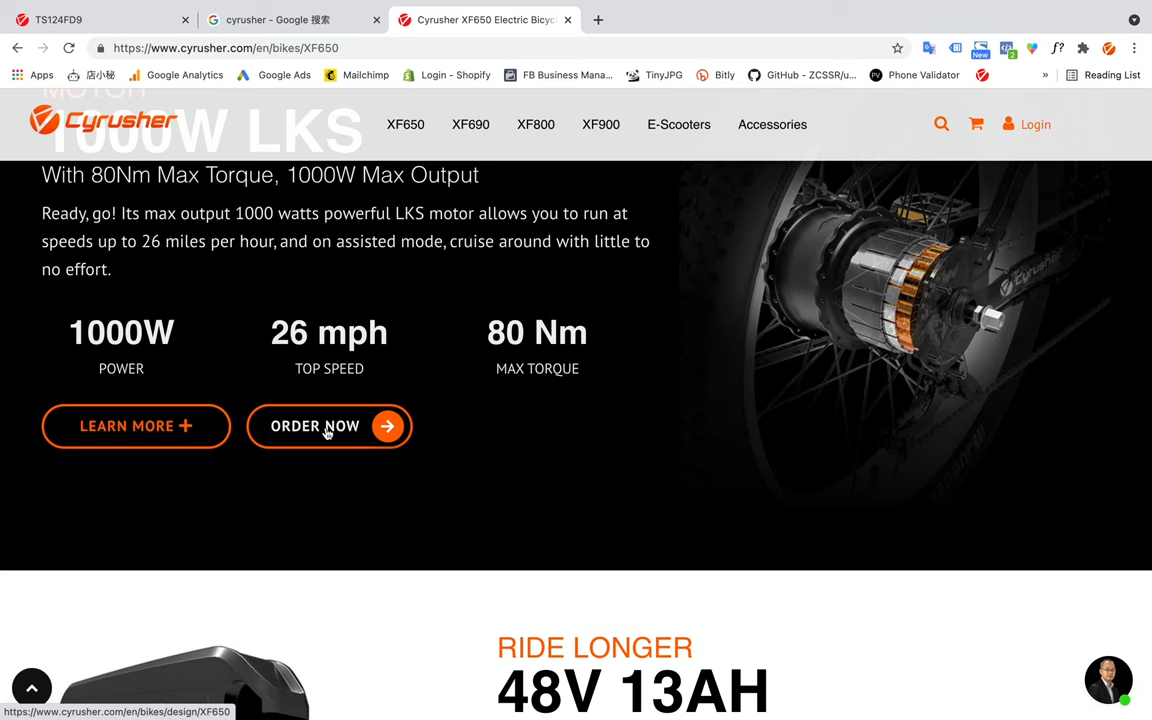 TS124FD9
cyrusher - Google 搜索
Cyrusher XF650 Electric Bicyc
https://www.cyrusher.com/en/bikes/XF650
Apps
店小秘
Google Analytics
Google Ads
Mailchimp
Login - Shopify
FB Business Mana...
TinyJPG
Bitly
GitHub - ZCSSR/u...
Phone Validator
»
Reading List
New
2
f?
PV
MOTOR
Cyrusher
XF650
XF690
XF800
XF900
E-Scooters
Accessories
Login
1000W LKS
With 80Nm Max Torque, 1000W Max Output
Ready, go! Its max output 1000 watts powerful LKS motor allows you to run at
speeds up to 26 miles per hour, and on assisted mode, cruise around with little to
no effort.
Cyrusher
1000W
26 mph
80 Nm
POWER
TOP SPEED
MAX TORQUE
LEARN MORE +
ORDER NOW
RIDE LONGER
48V 13AH
https://www.cyrusher.com/en/bikes/design/XF650